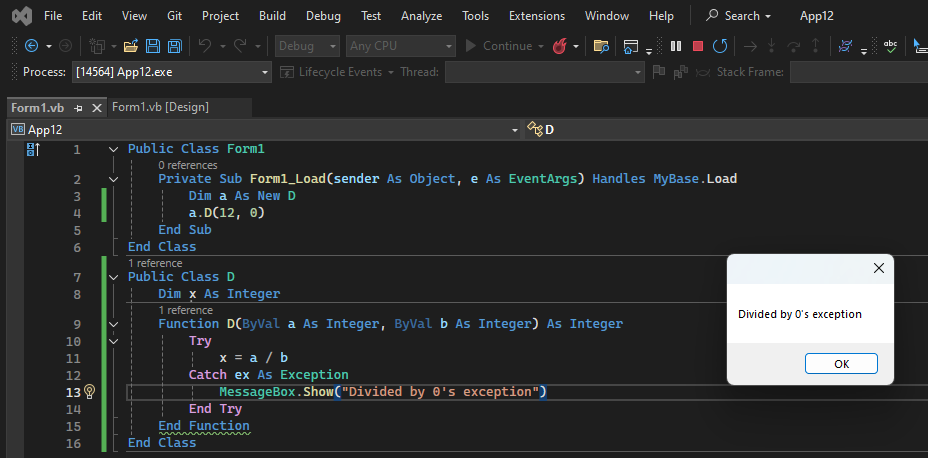 File Edit View Git Project Build Debug Test Analyze Tools Extensions Window Help Search App12
Debug Any CPU Continue abc
Process: [14564] App12.exe Lifecycle Events Thread: Stack Frame:
Form1.vb Form1.vb [Design]
VB App12 D
1 Public Class Form1
0 references
2 Private Sub Form1_Load(sender As Object, e As EventArgs) Handles MyBase.Load
3 Dim a As New D
4 a.D(12, 0)
5 End Sub
6 End Class
1 reference
7 Public Class D
8 Dim x As Integer
1 reference
9 Function D(ByVal a As Integer, ByVal b As Integer) As Integer
10 Try
11 x = a / b
12 Catch ex As Exception
13 MessageBox.Show("Divided by 0's exception")
14 End Try
15 End Function
16 End Class
Divided by 0's exception
OK